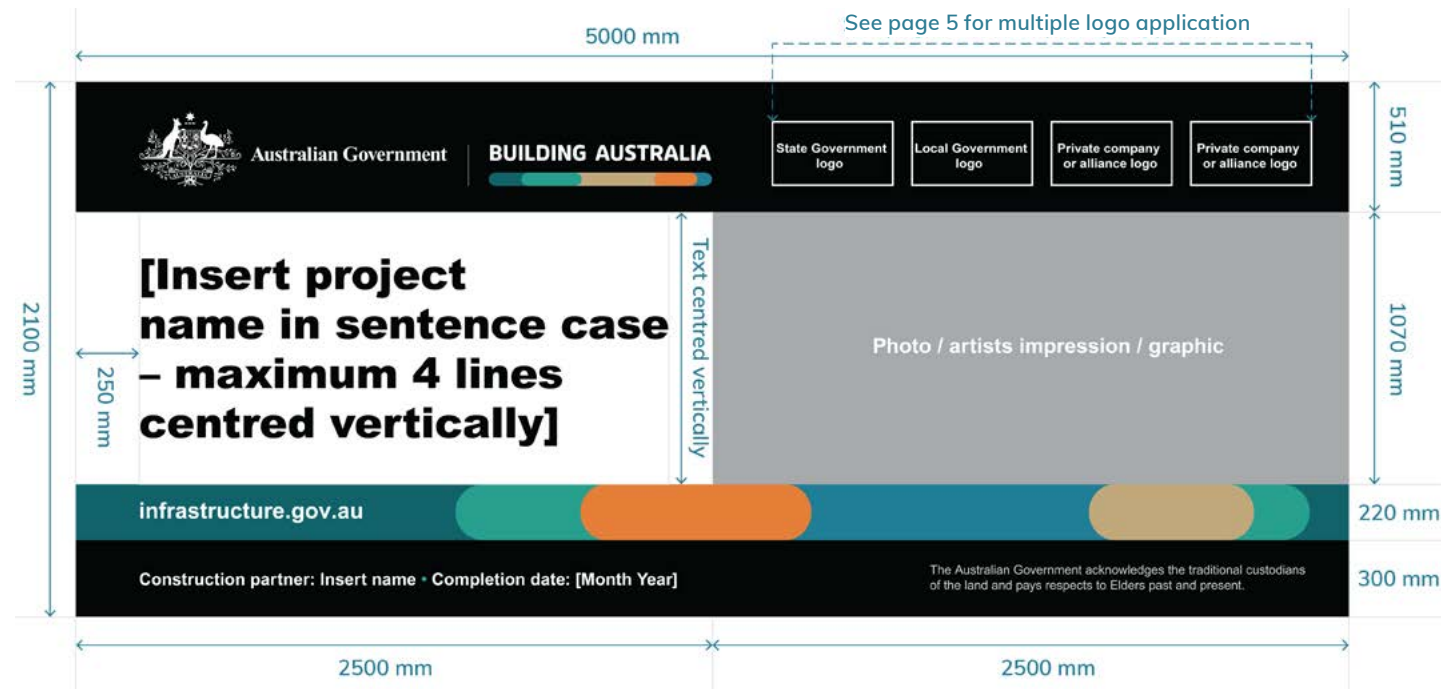 See page 5 for multiple logo application
5000 mm
Australian Government
BUILDING AUSTRALIA
State Government
logo
Local Government
logo
Private company
or alliance logo
Private company
or alliance logo
510 mm
[Insert project
name in sentence case
– maximum 4 lines
centred vertically]
Text centred vertically
Photo / artists impression / graphic
2100 mm
250 mm
1070 mm
infrastructure.gov.au
220 mm
Construction partner: Insert name • Completion date: [Month Year]
The Australian Government acknowledges the traditional custodians
of the land and pays respects to Elders past and present.
300 mm
2500 mm
2500 mm